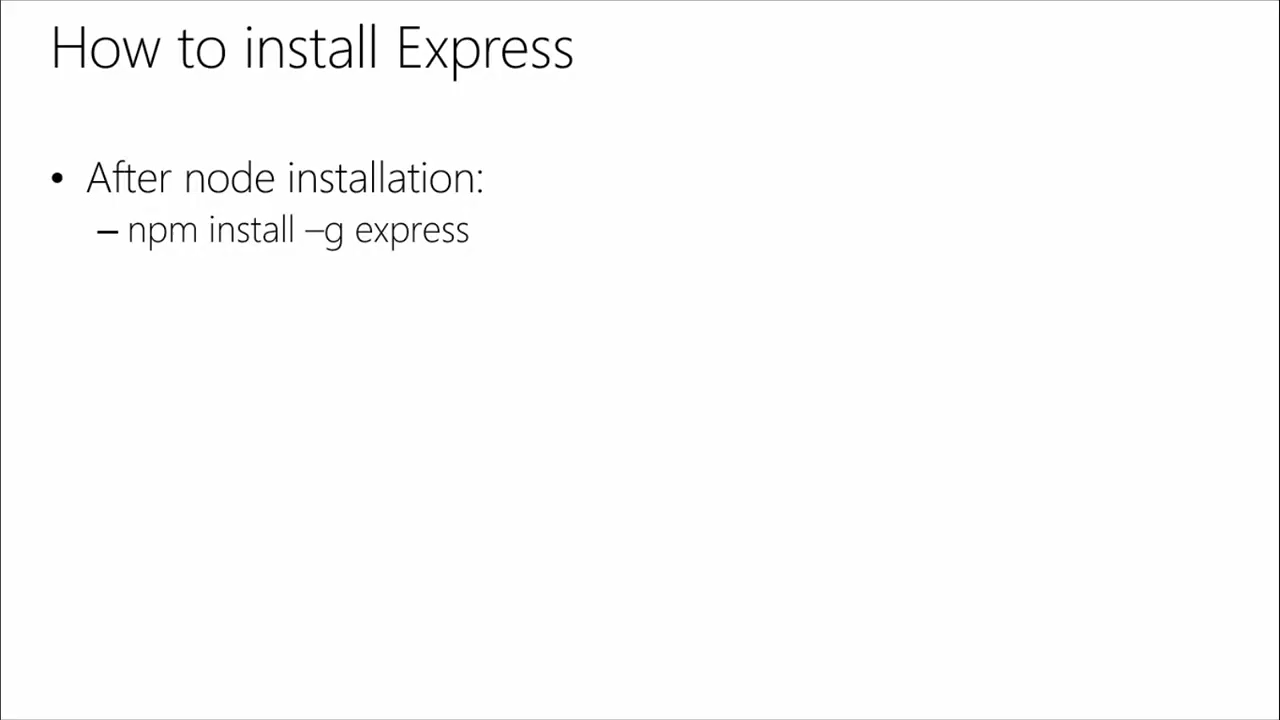 How to install Express
• After node installation:
– npm install –g express